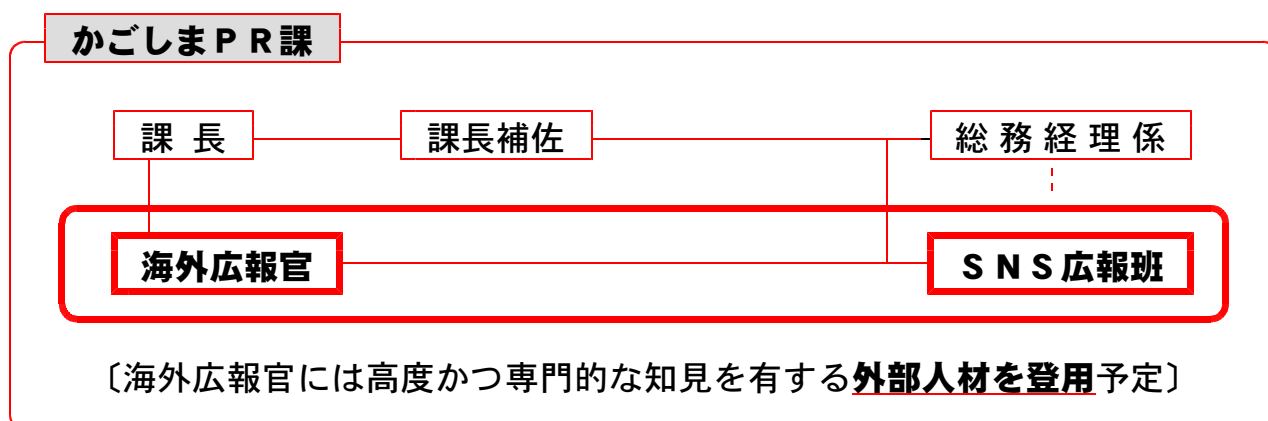 かごしまＰＲ課
課 長
課長補佐
総 務 経 理 係
海外広報官
ＳＮＳ広報班
〔海外広報官には高度かつ専門的な知見を有する外部人材を登用予定〕